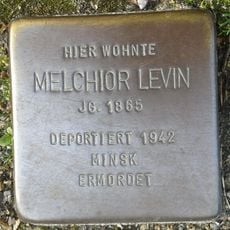 HIER WOHNTE
MELCHIOR LEVIN
JG. 1865
DEPORTIERT 1942
MINSK
ERMORDET